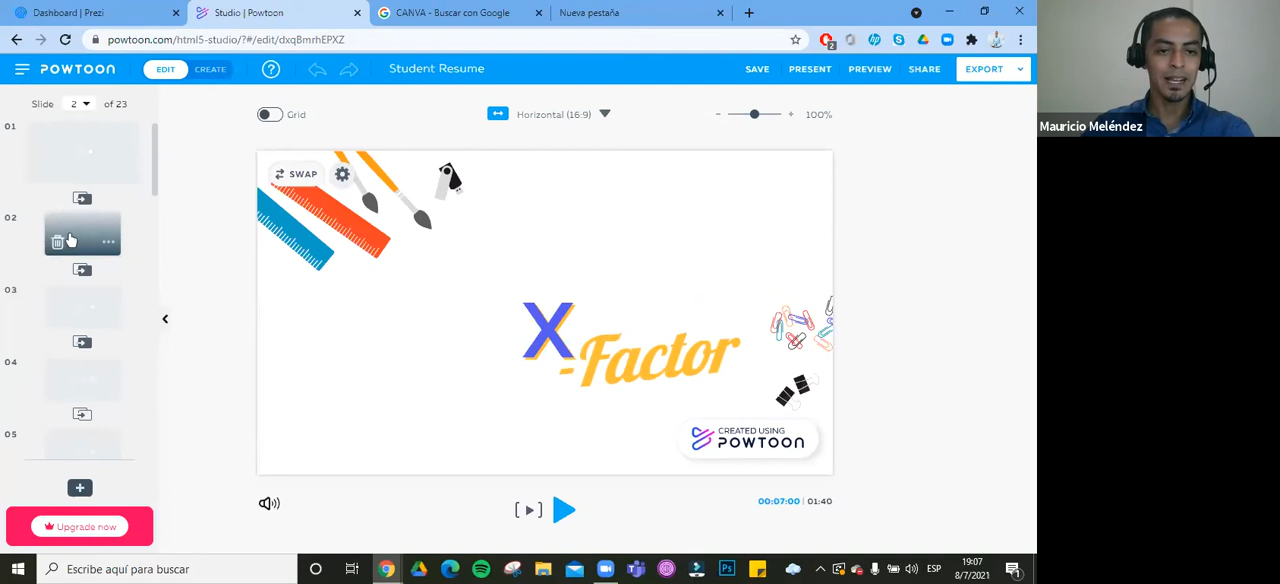 Dashboard | Prezi
Studio | Powtoon
CANVA - Buscar con Google
Nueva pestaña
powtoon.com/html5-studio/?#/edit/dxqBmrhEPXZ
2
POWTOON
EDIT
CREATE
?
Student Resume
SAVE
PRESENT
PREVIEW
SHARE
EXPORT
Mauricio Meléndez
Slide 2 of 23
Grid
Horizontal (16:9)
100%
01
02
03
04
05
SWAP
X
-Factor
CREATED USING
POWTOON
00:07:00 | 01:40
Upgrade now
Escribe aquí para buscar
ESP
19:07
8/7/2021
1